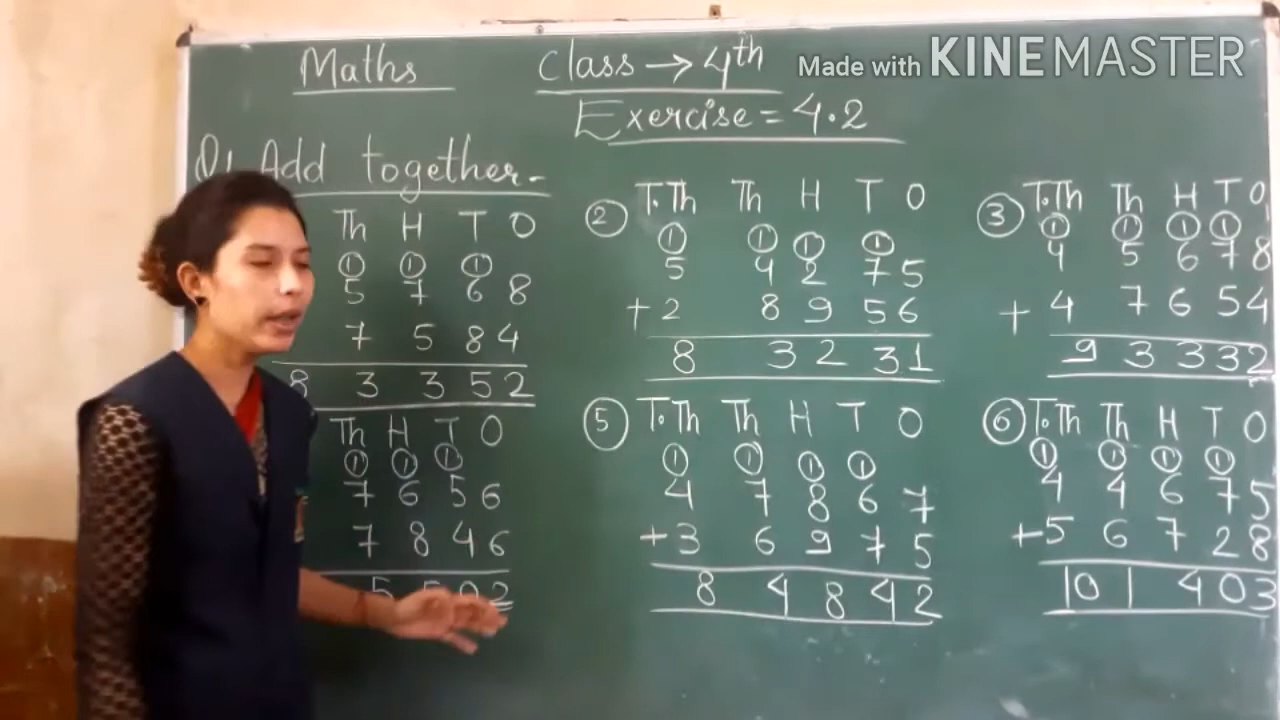 Maths Class → 4th
Made with KINEMASTER
Exercise = 4.2
Q1 Add together-
Th H T O
① ① ①
5 7 6 8
7 5 8 4
8 3 3 5 2
② T.Th Th H T O
① ① ① ①
5 4 2 7 5
+ 2 8 9 5 6
8 3 2 3 1
③ T.Th Th H T O
① ① ① ①
4 5 6 7 8
+ 4 7 6 5 4
9 3 3 3 2
Th H T O
① ① ①
7 6 5 6
7 8 4 6
5 5 0 2
⑤ T.Th Th H T O
① ① ① ①
4 7 8 6 7
+3 6 9 7 5
8 4 8 4 2
⑥ T.Th Th H T O
① ① ① ①
4 4 6 7 5
+5 6 7 2 8
10 1 4 0 3